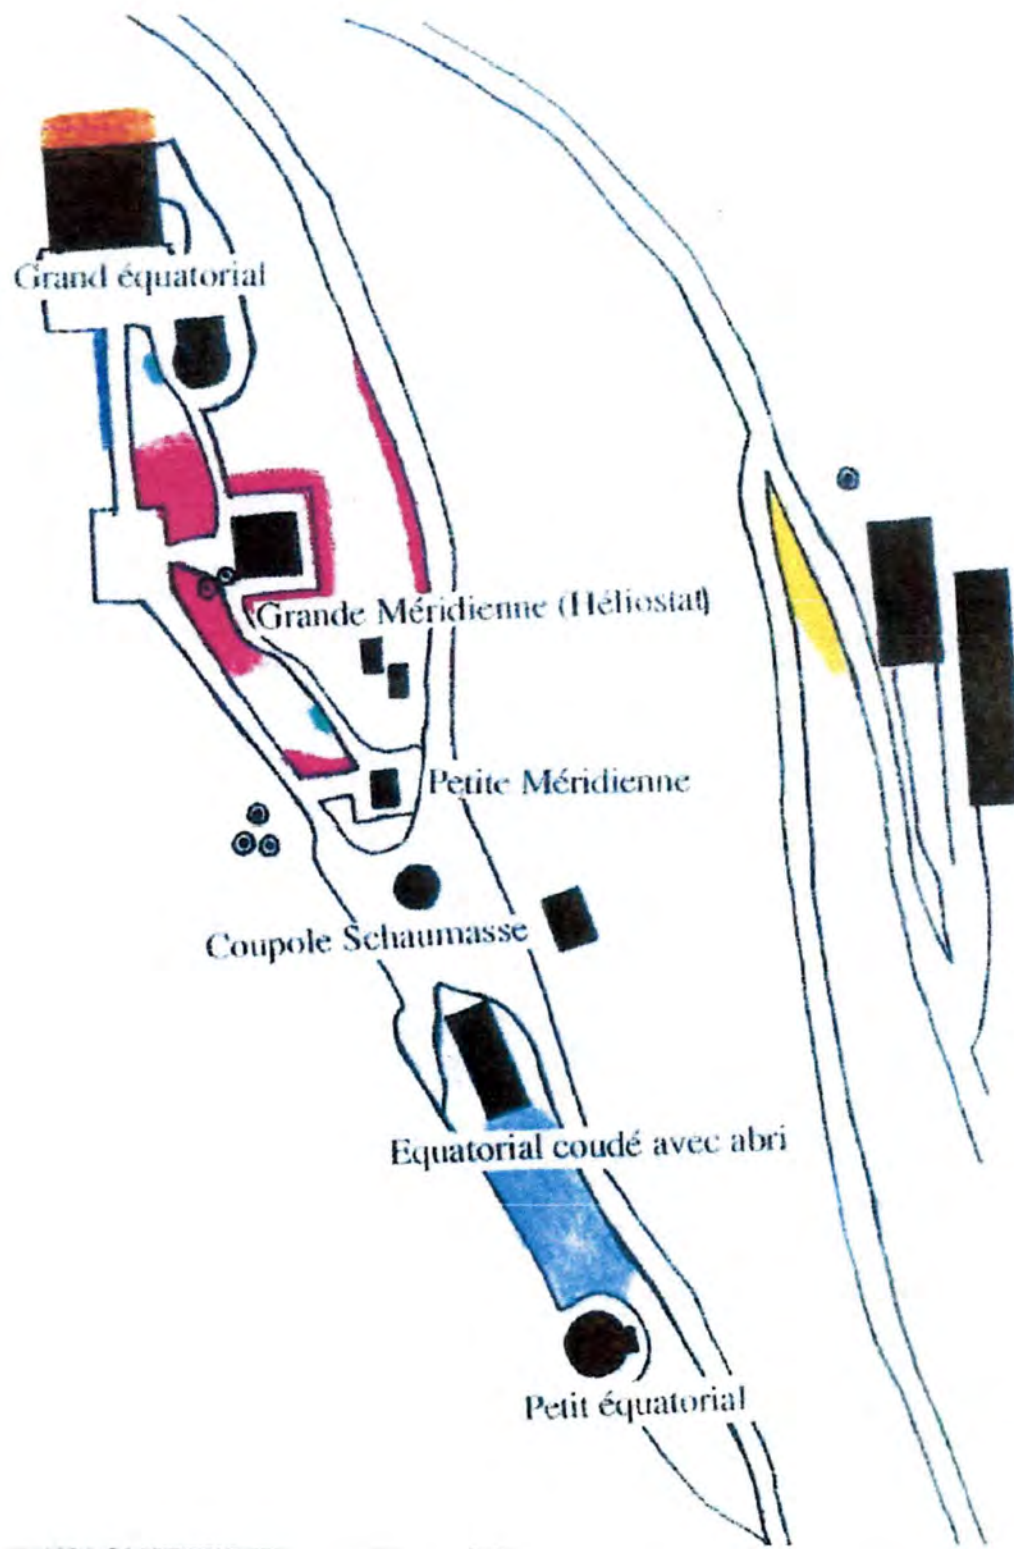 Grand équatorial
Grande Méridienne (Héliostat)
Petite Méridienne
Coupole Schaumasse
Equatorial coudé avec abri
Petit équatorial